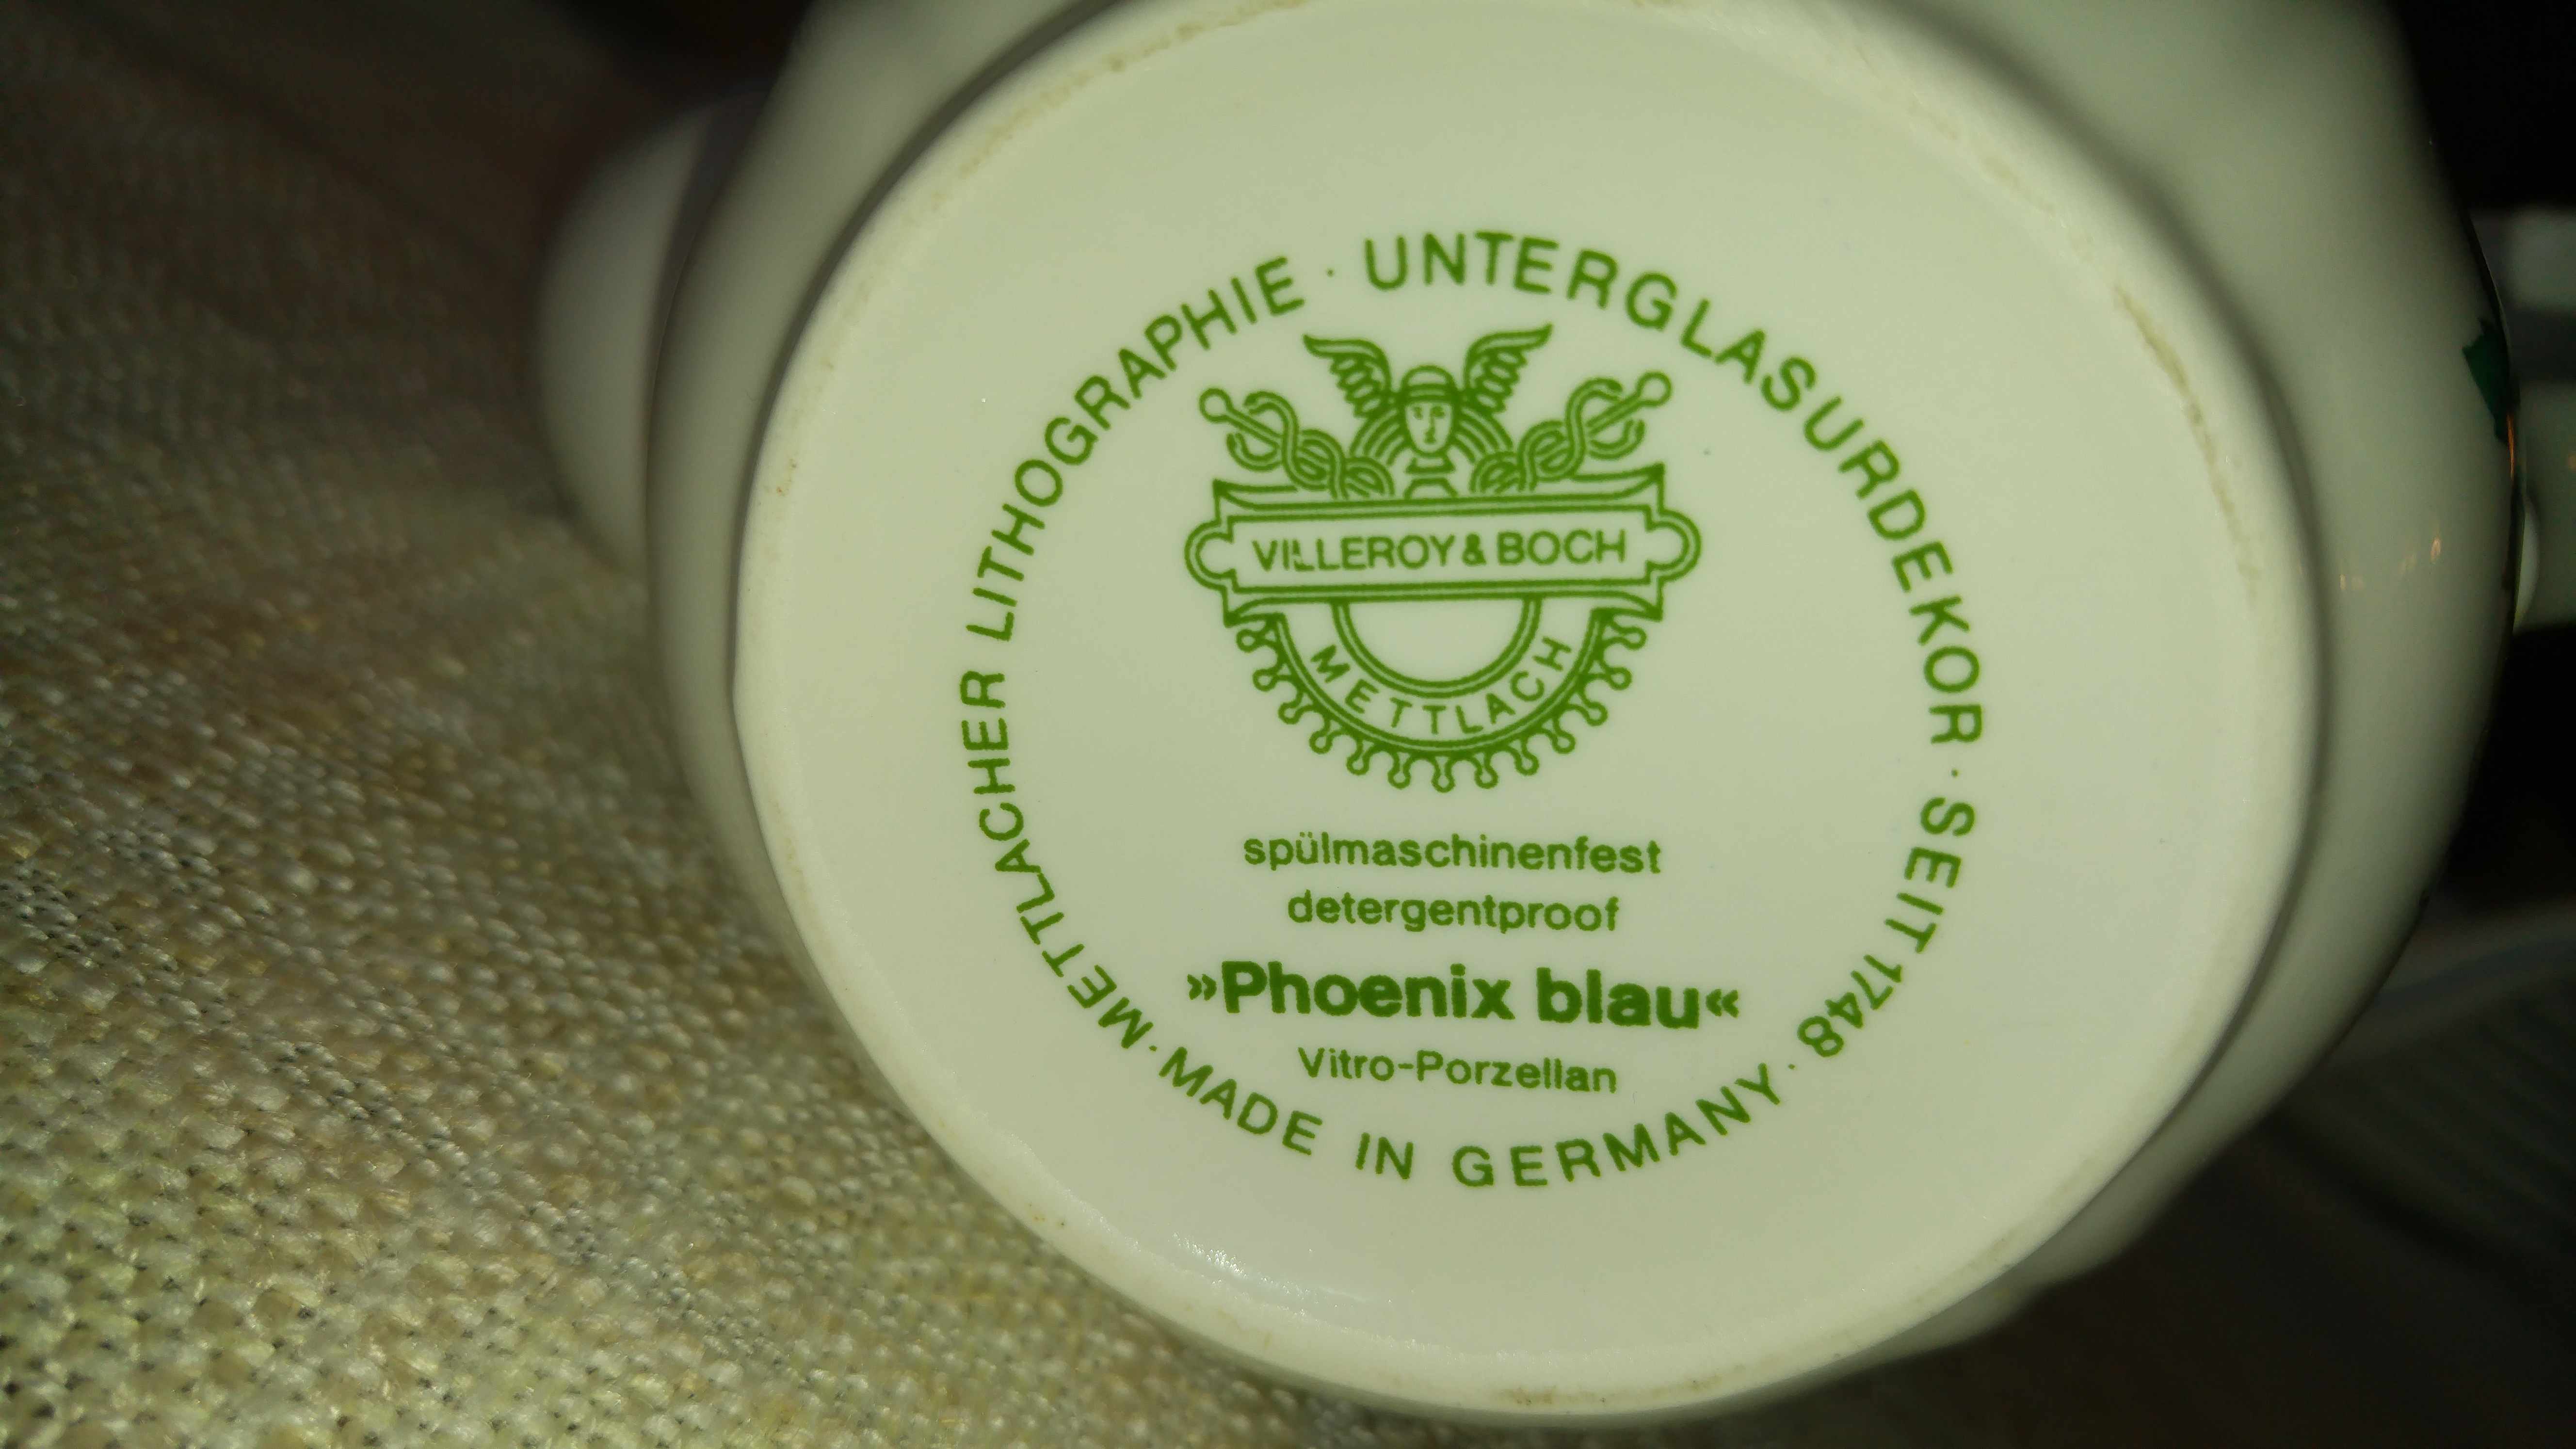 METTLACHER LITHOGRAPHIE · UNTERGLASURDEKOR · SEIT 1748 · MADE IN GERMANY ·
VILLEROY & BOCH
METTLACH
spülmaschinenfest
detergentproof
»Phoenix blau«
Vitro-Porzellan